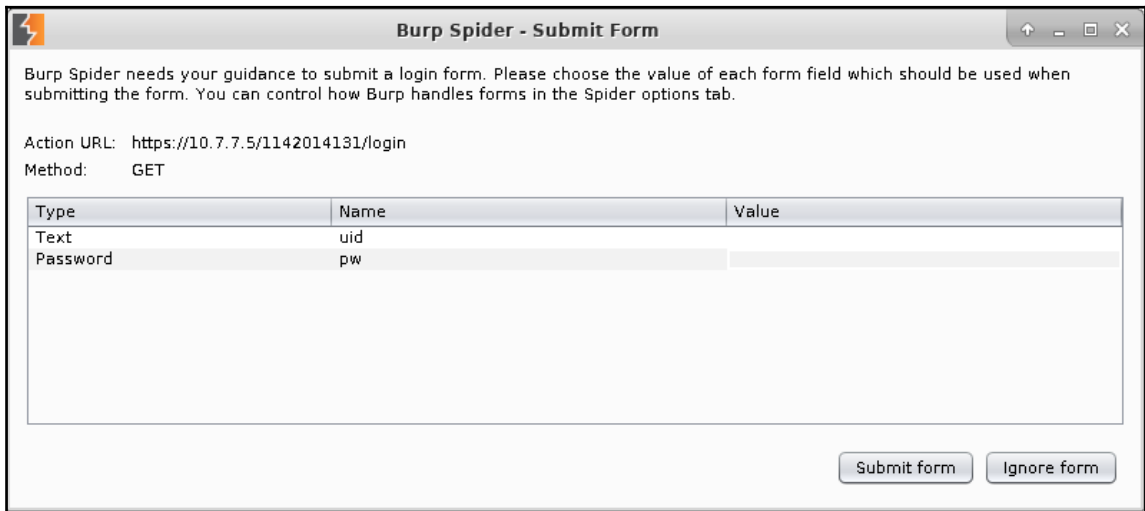 Burp Spider - Submit Form
Burp Spider needs your guidance to submit a login form. Please choose the value of each form field which should be used when
submitting the form. You can control how Burp handles forms in the Spider options tab.
Action URL: https://10.7.7.5/1142014131/login
Method: GET
Type Name Value
Text uid
Password pw
Submit form Ignore form